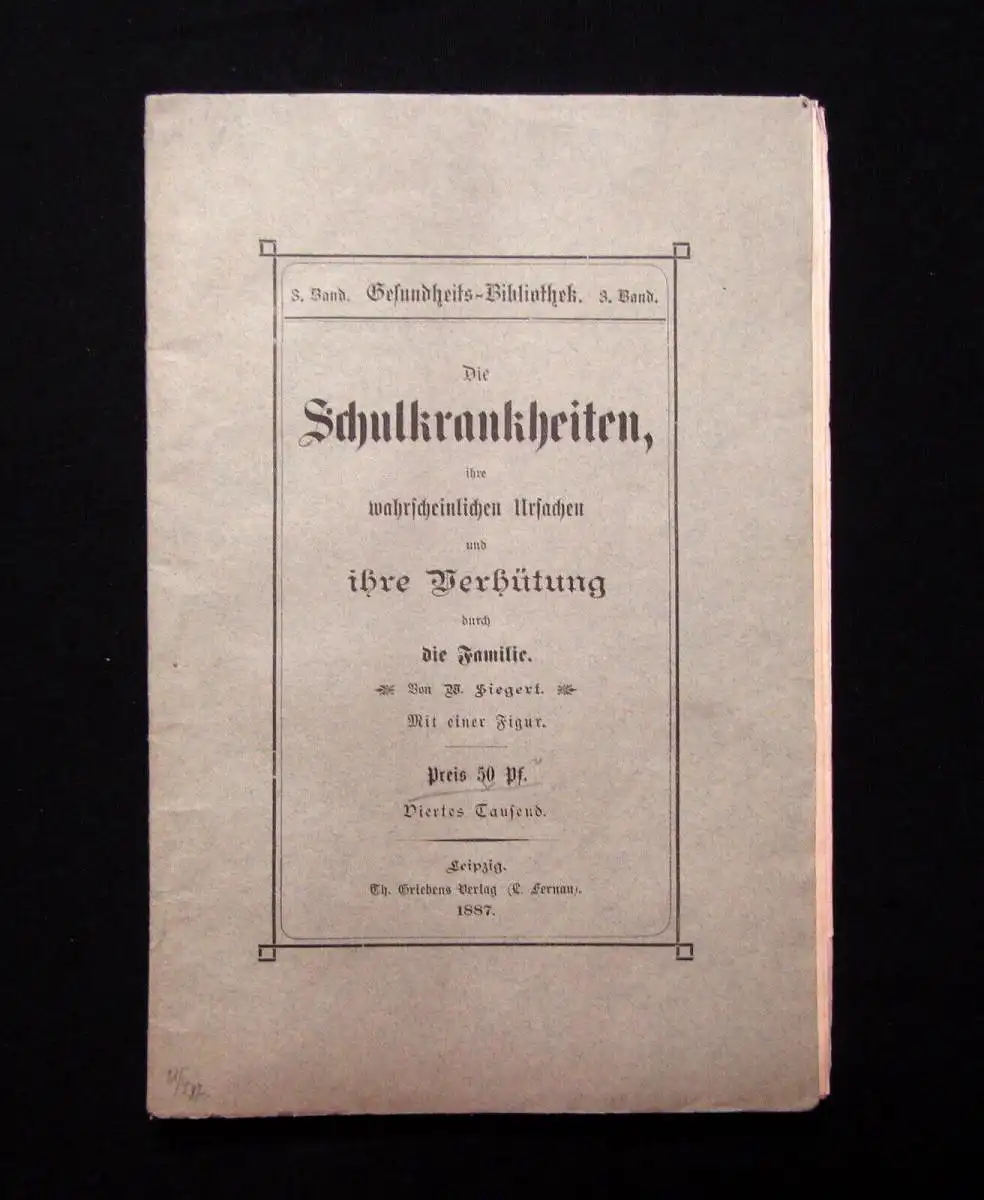 3. Band. Gesundheits-Bibliothek. 3. Band.
Die
Schulkrankheiten,
ihre
wahrscheinlichen Ursachen
und
ihre Verhütung
durch
die Familie.
Von W. Siegert.
Mit einer Figur.
Preis 50 Pf.
Viertes Tausend.
Leipzig.
Th. Griebens Verlag (L. Fernau).
1887.